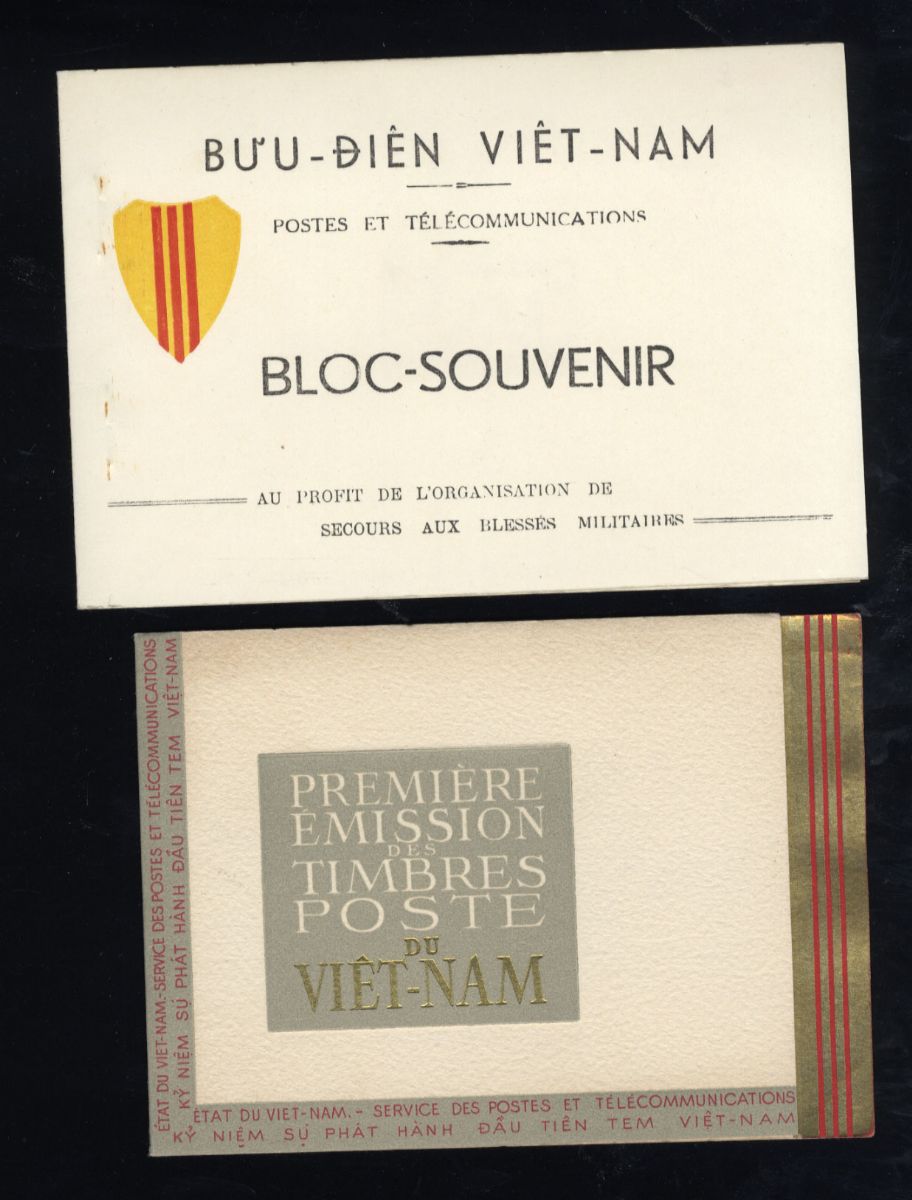 BƯU-ĐIÊN VIÊT-NAM
POSTES ET TÉLÉCOMMUNICATIONS
BLOC-SOUVENIR
AU PROFIT DE L'ORGANISATION DE
SECOURS AUX BLESSÉS MILITAIRES
ÉTAT DU VIET-NAM.- SERVICE DES POSTES ET TÉLÉCOMMUNICATIONS
KỶ NIỆM SỰ PHÁT HÀNH ĐẦU TIÊN TEM VIỆT-NAM
PREMIÈRE
ÉMISSION
DES
TIMBRES
POSTE
DU
VIÊT-NAM
ÉTAT DU VIET-NAM.- SERVICE DES POSTES ET TÉLÉCOMMUNICATIONS
KỶ NIỆM SỰ PHÁT HÀNH ĐẦU TIÊN TEM VIỆT-NAM